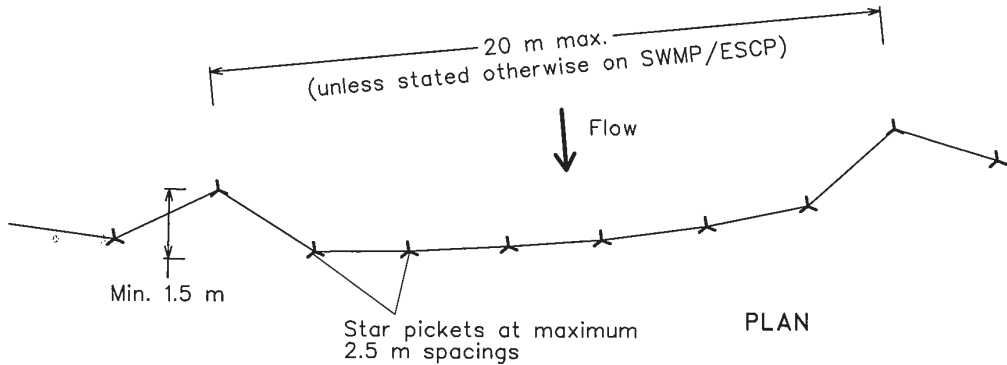 20 m max.
(unless stated otherwise on SWMP/ESCP)
Flow
Min. 1.5 m
Star pickets at maximum
2.5 m spacings
PLAN